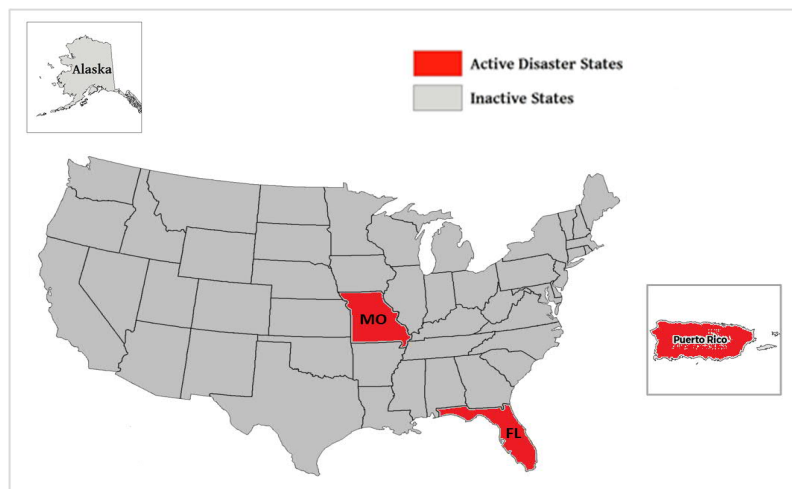 Alaska
Active Disaster States
Inactive States
MO
Puerto Rico
FL